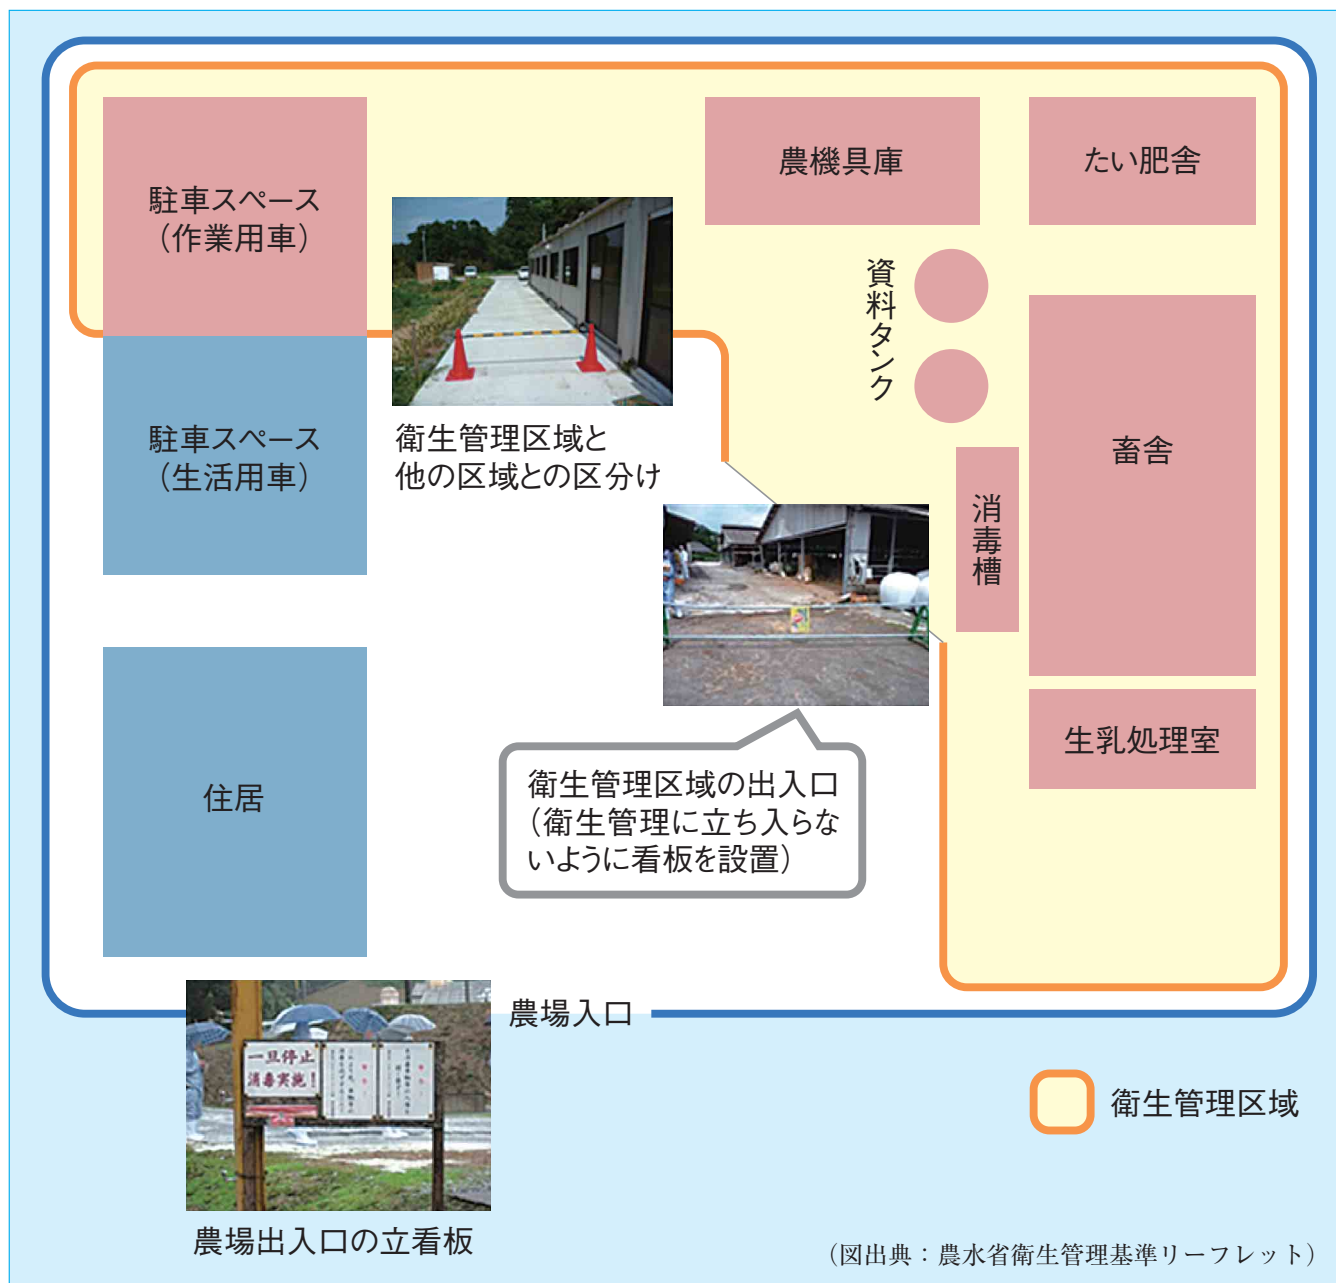 農機具庫
たい肥舎
駐車スペース
（作業用車）
資料タンク
駐車スペース
（生活用車）
衛生管理区域と
他の区域との区分け
畜舎
消毒槽
生乳処理室
住居
衛生管理区域の出入口
（衛生管理に立ち入らな
いように看板を設置）
農場入口
一旦停止
消毒実施！
衛生管理区域
農場出入口の立看板
（図出典：農水省衛生管理基準リーフレット）